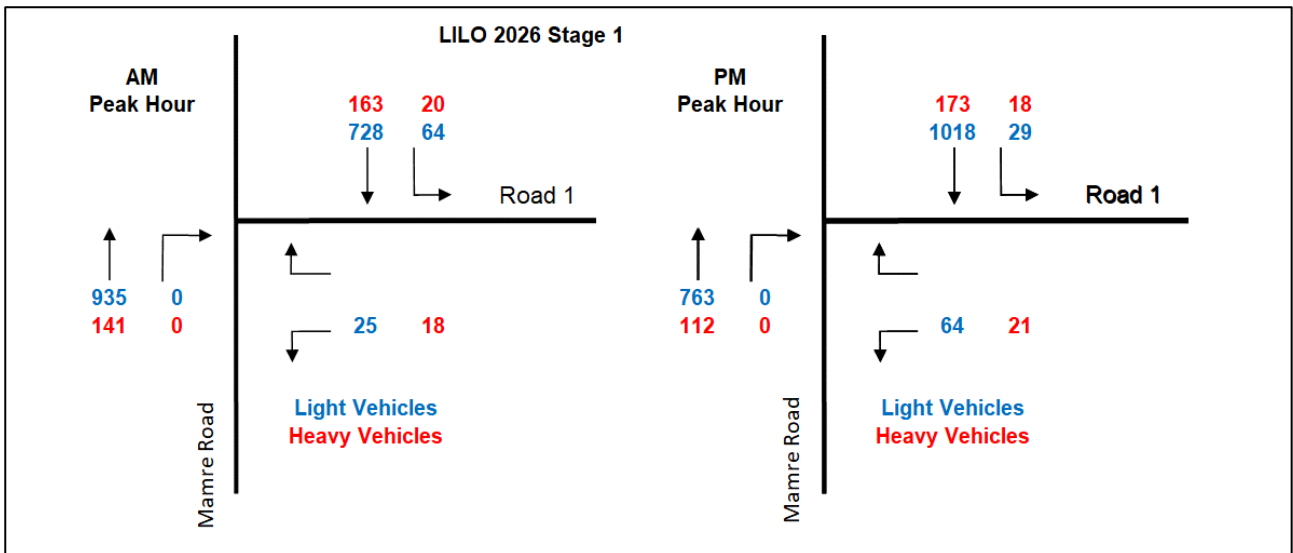 LILO 2026 Stage 1
AM
Peak Hour
163 20
728 64
Road 1
935 0
141 0
25 18
Light Vehicles
Heavy Vehicles
Mamre Road
PM
Peak Hour
173 18
1018 29
Road 1
763 0
112 0
64 21
Light Vehicles
Heavy Vehicles
Mamre Road